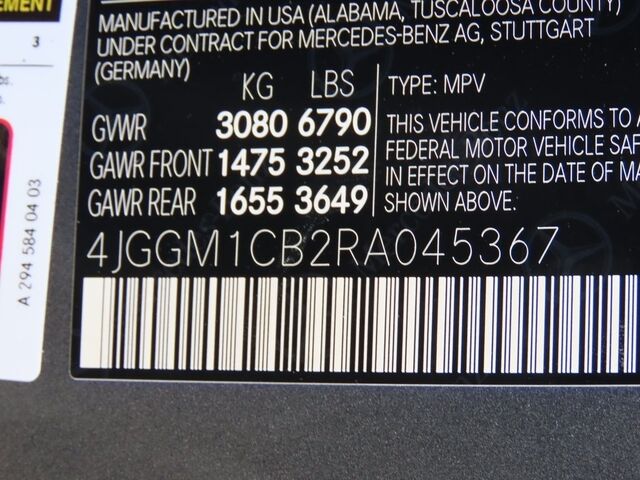 EMENT
3
bs.
A 294 584 04 03
MANUFACTURED IN USA (ALABAMA, TUSCALOOSA COUNTY)
UNDER CONTRACT FOR MERCEDES-BENZ AG, STUTTGART
(GERMANY)
KG LBS
GVWR 3080 6790
GAWR FRONT 1475 3252
GAWR REAR 1655 3649
TYPE: MPV
THIS VEHICLE CONFORMS TO A
FEDERAL MOTOR VEHICLE SAF
IN EFFECT ON THE DATE OF MA
SHOWN ABOVE.
4JGGM1CB2RA045367